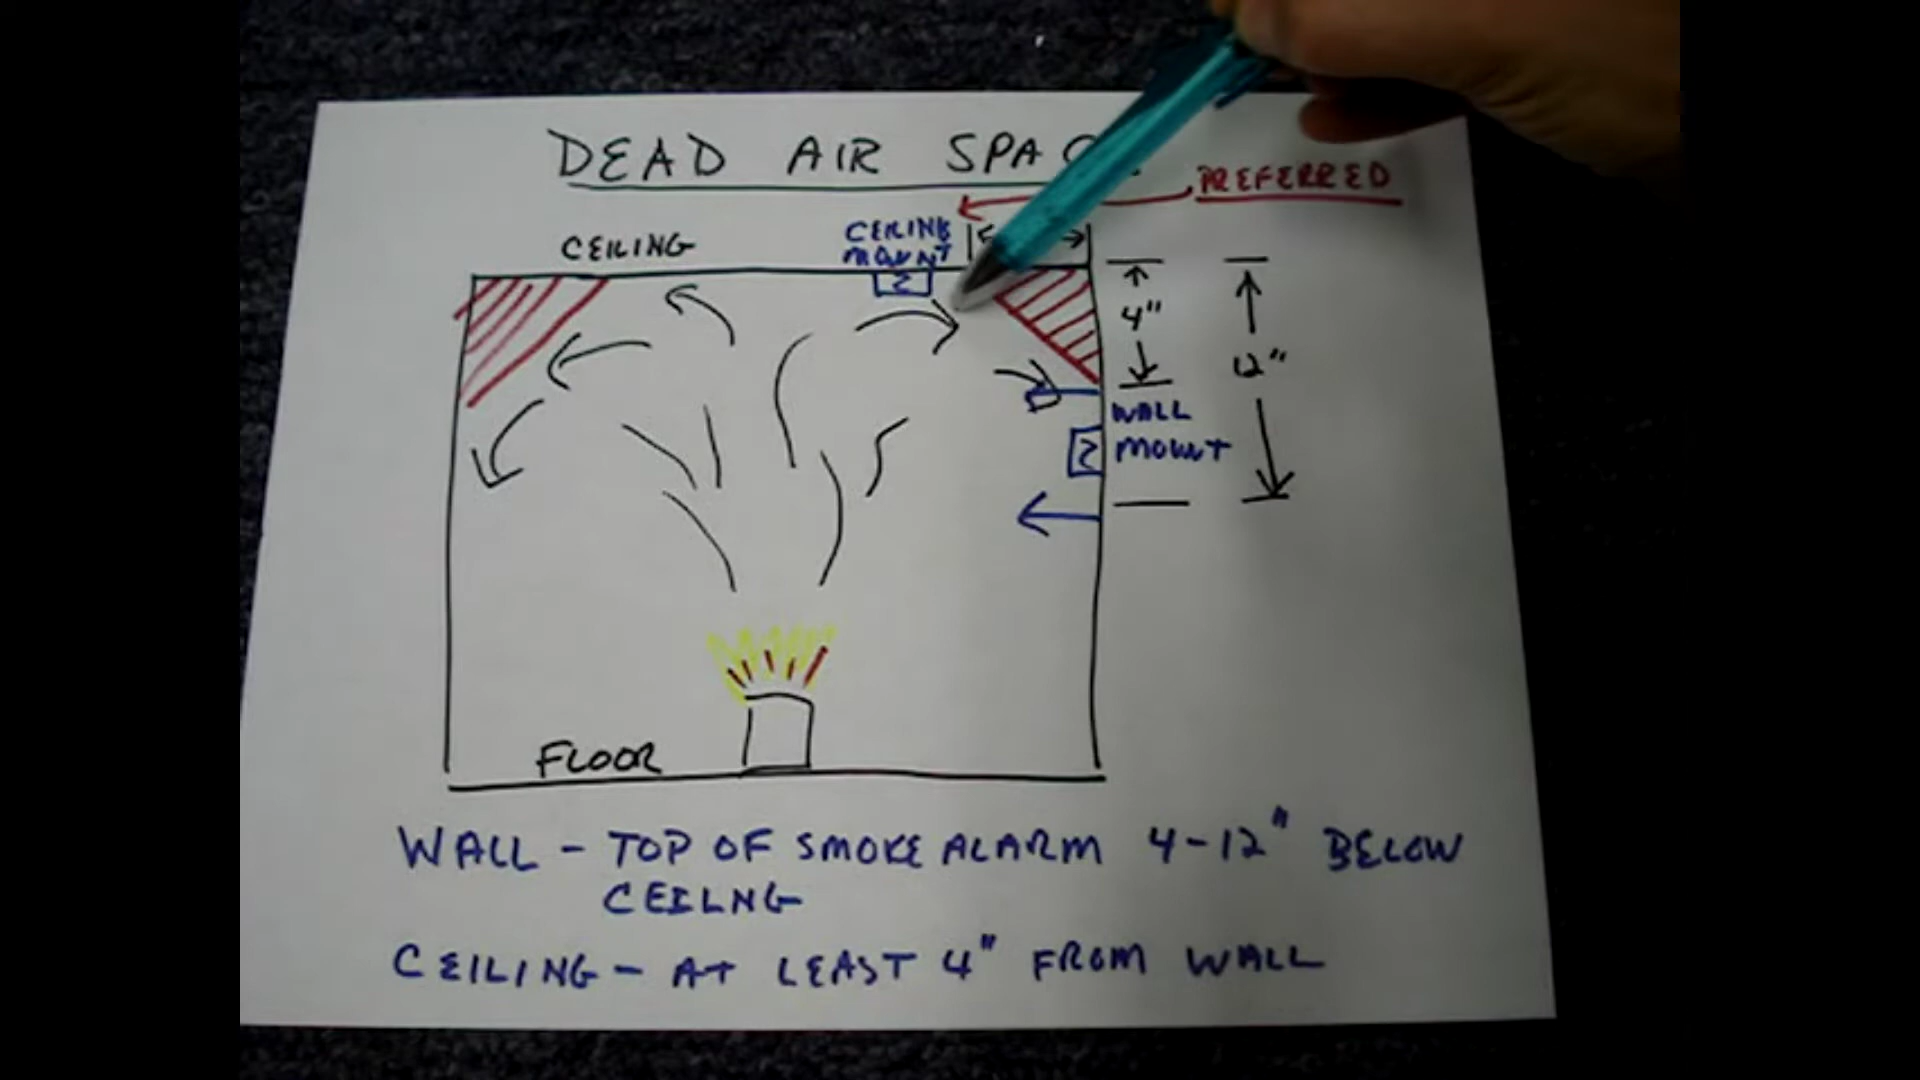 DEAD AIR SPAC
PREFERRED
CEILING
CEILING
MOUNT
4"
12"
WALL
MOUNT
FLOOR
WALL - TOP OF SMOKE ALARM 4-12" BELOW
CEILNG
CEILING - AT LEAST 4" FROM WALL